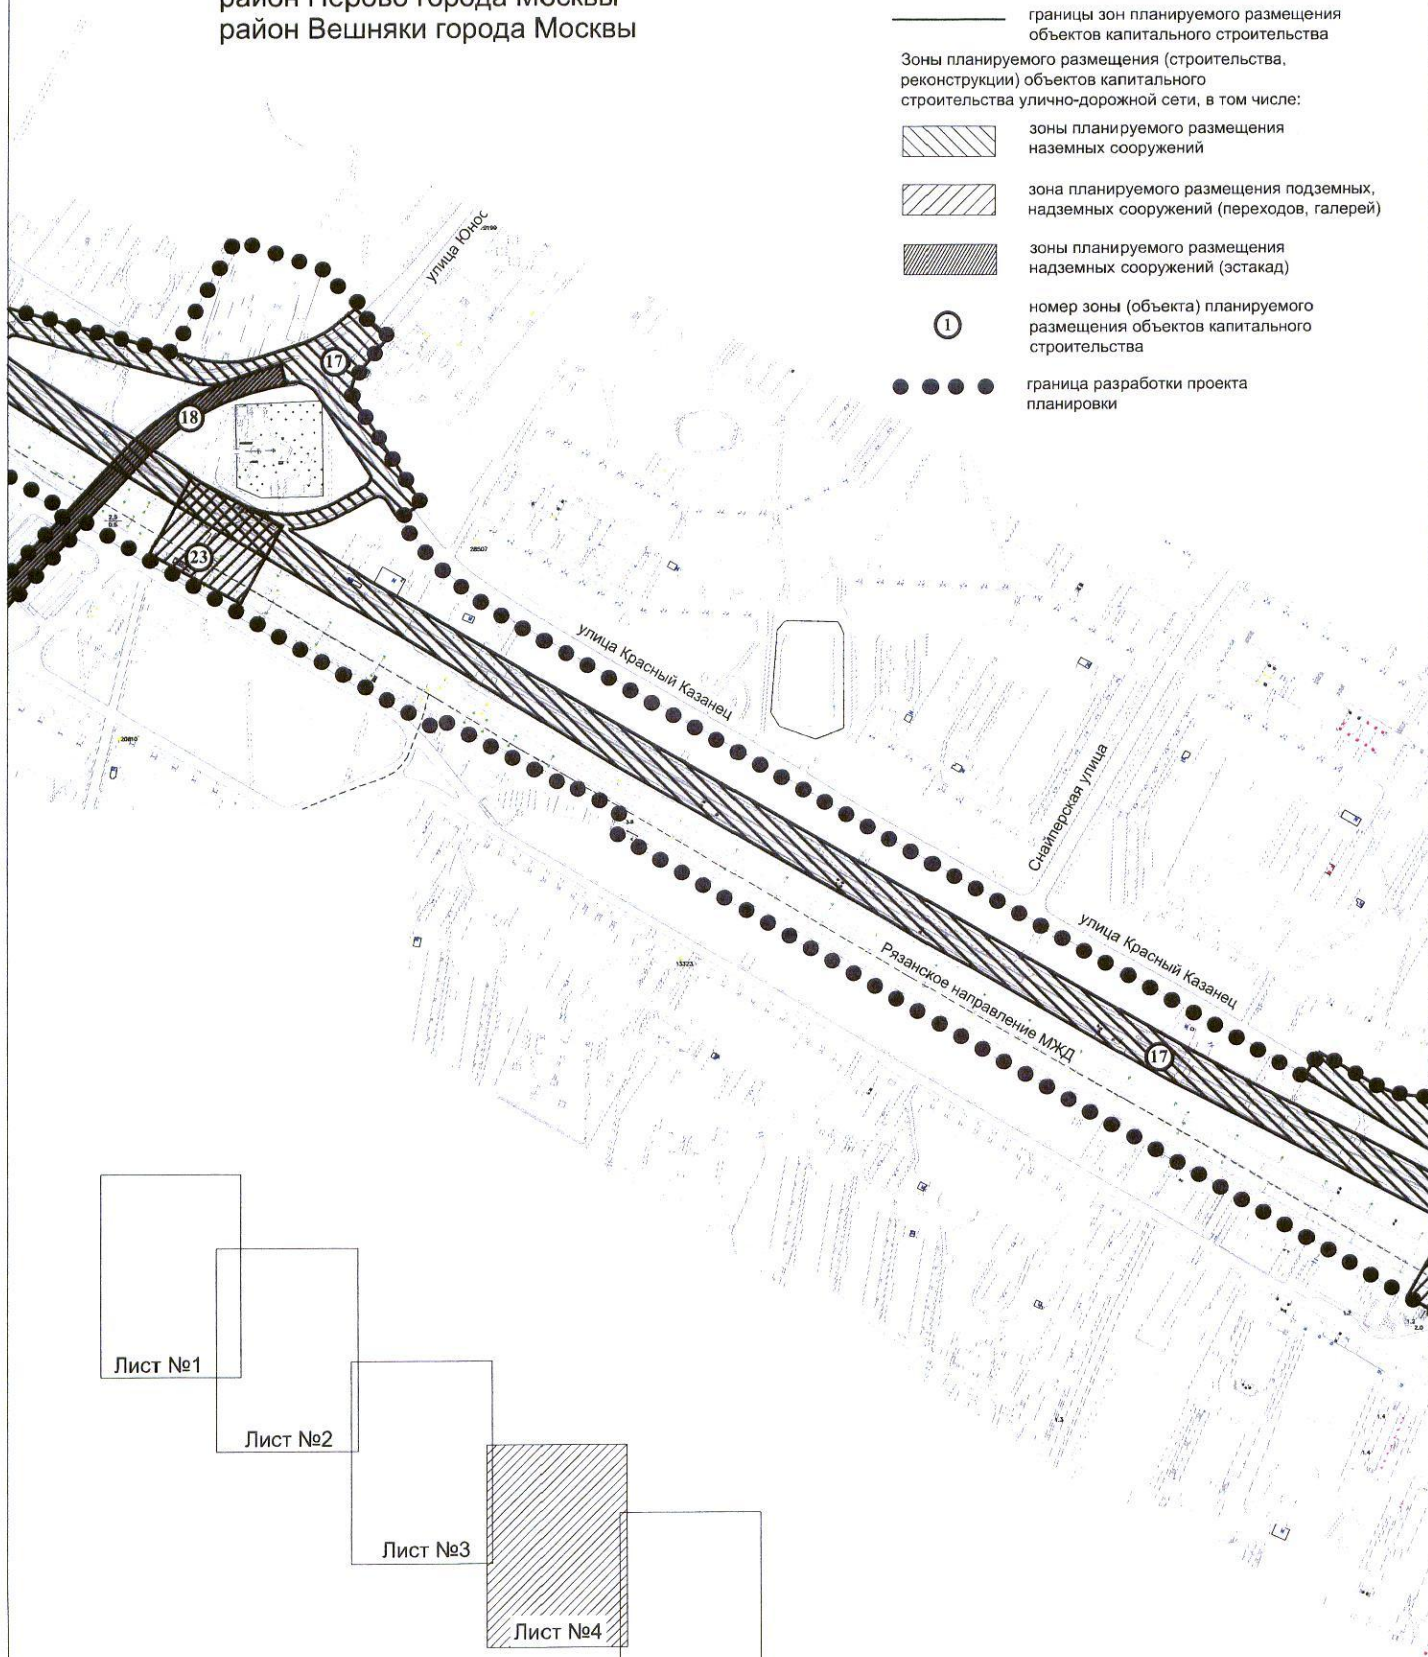 район Перово города Москвы
район Вешняки города Москвы
границы зон планируемого размещения
объектов капитального строительства
Зоны планируемого размещения (строительства,
реконструкции) объектов капитального
строительства улично-дорожной сети, в том числе:
зоны планируемого размещения
наземных сооружений
зона планируемого размещения подземных,
надземных сооружений (переходов, галерей)
зоны планируемого размещения
надземных сооружений (эстакад)
1
номер зоны (объекта) планируемого
размещения объектов капитального
строительства
граница разработки проекта
планировки
улица Юнос
17
18
23
28507
улица Красный Казанец
Снайперская улица
улица Красный Казанец
Рязанское направление МЖД
17
13323
Лист №1
Лист №2
Лист №3
Лист №4